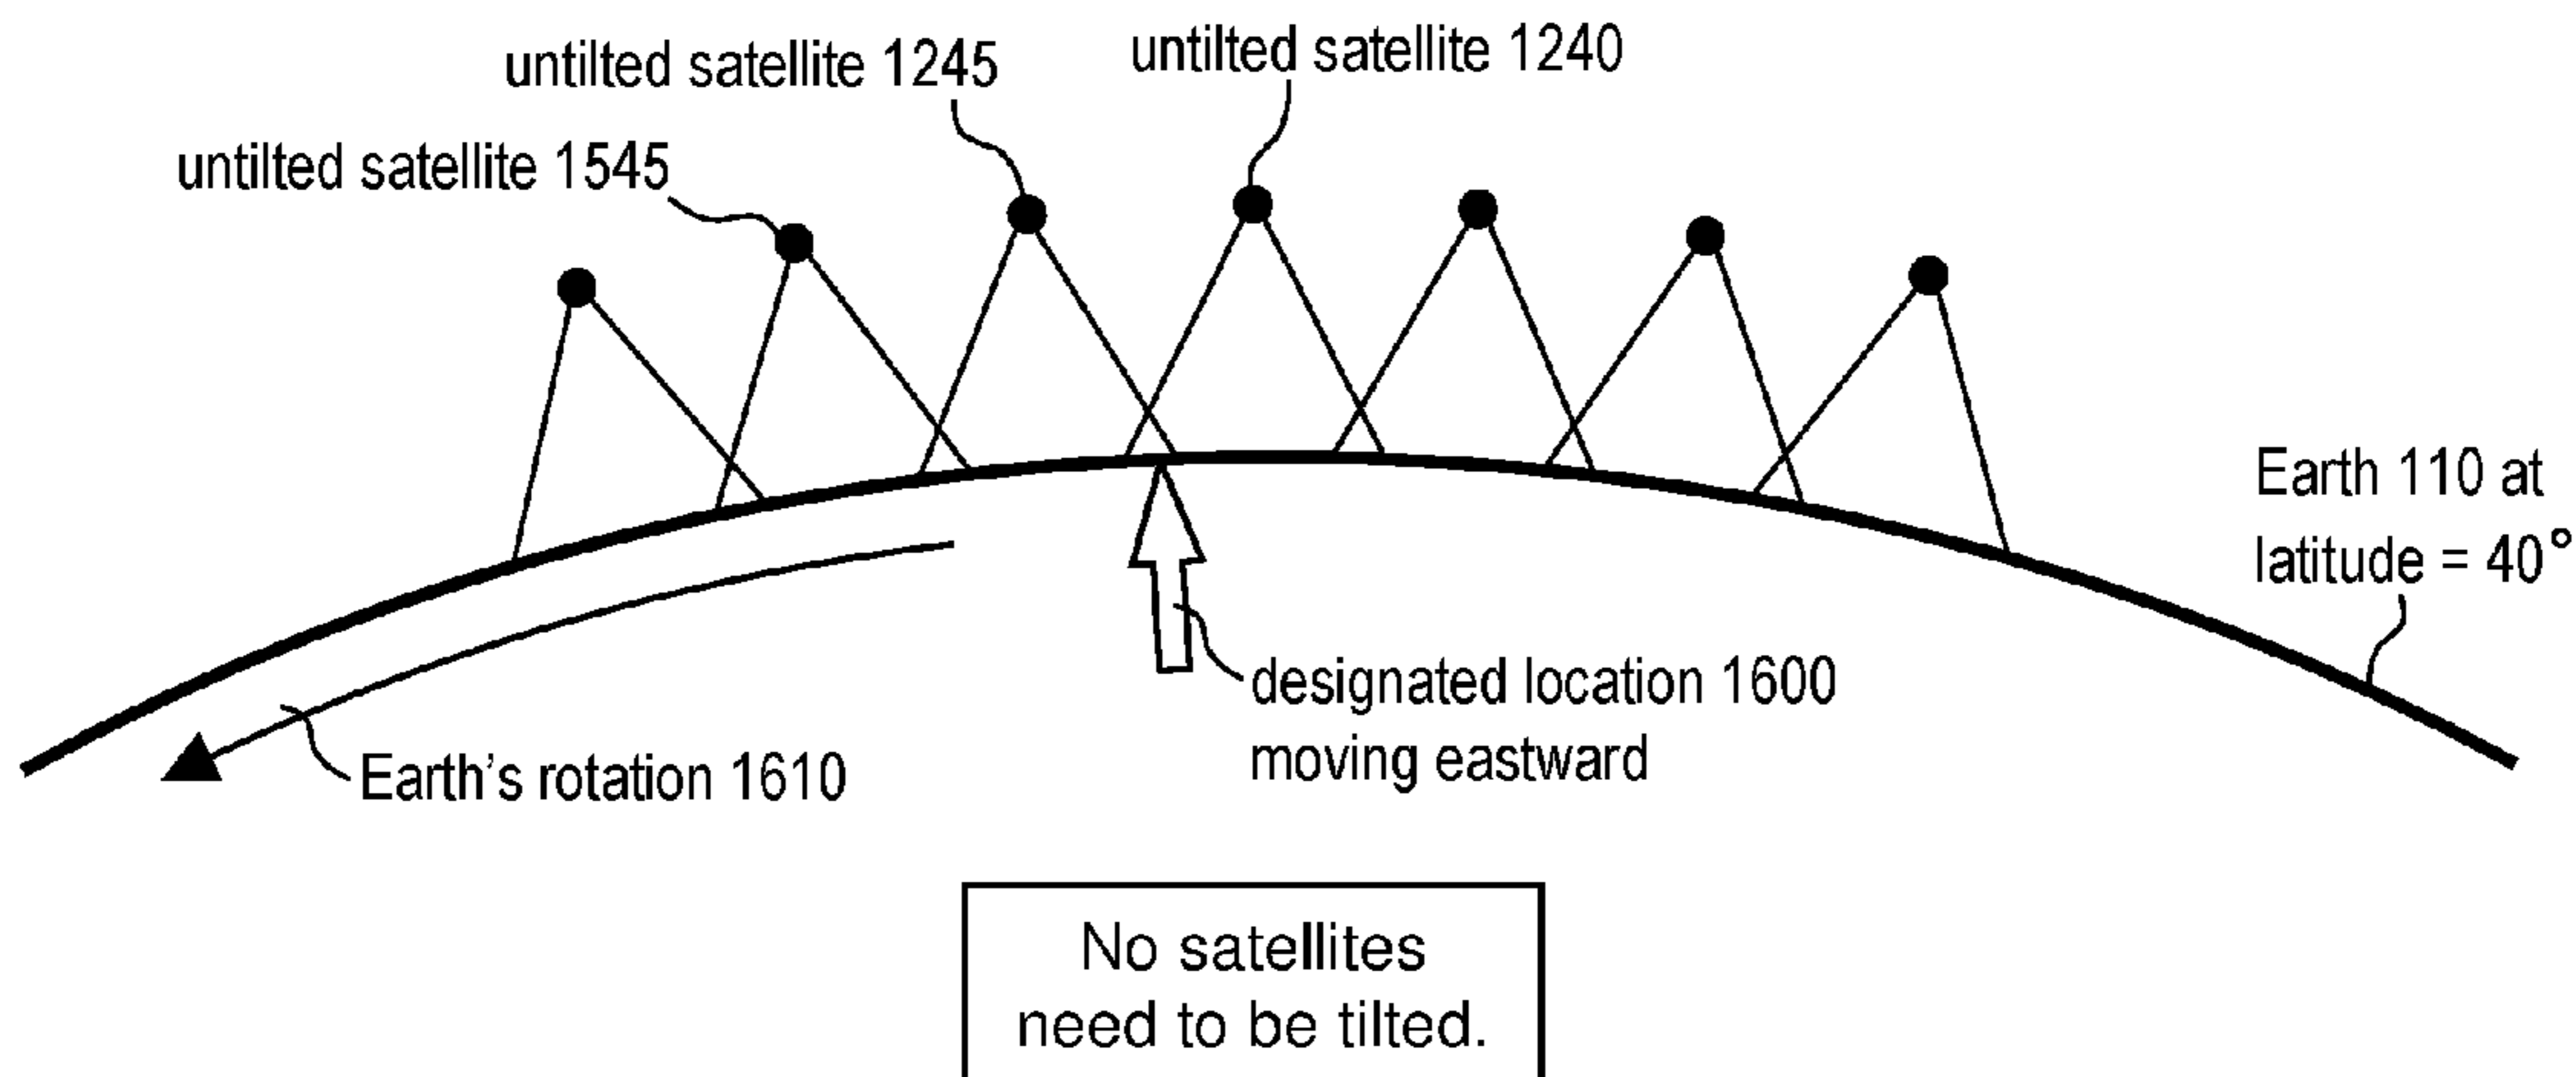 untilted satellite 1240
untilted satellite 1245
untilted satellite 1545
Earth 110 at
latitude = 40°
designated location 1600
moving eastward
Earth's rotation 1610
No satellites
need to be tilted.